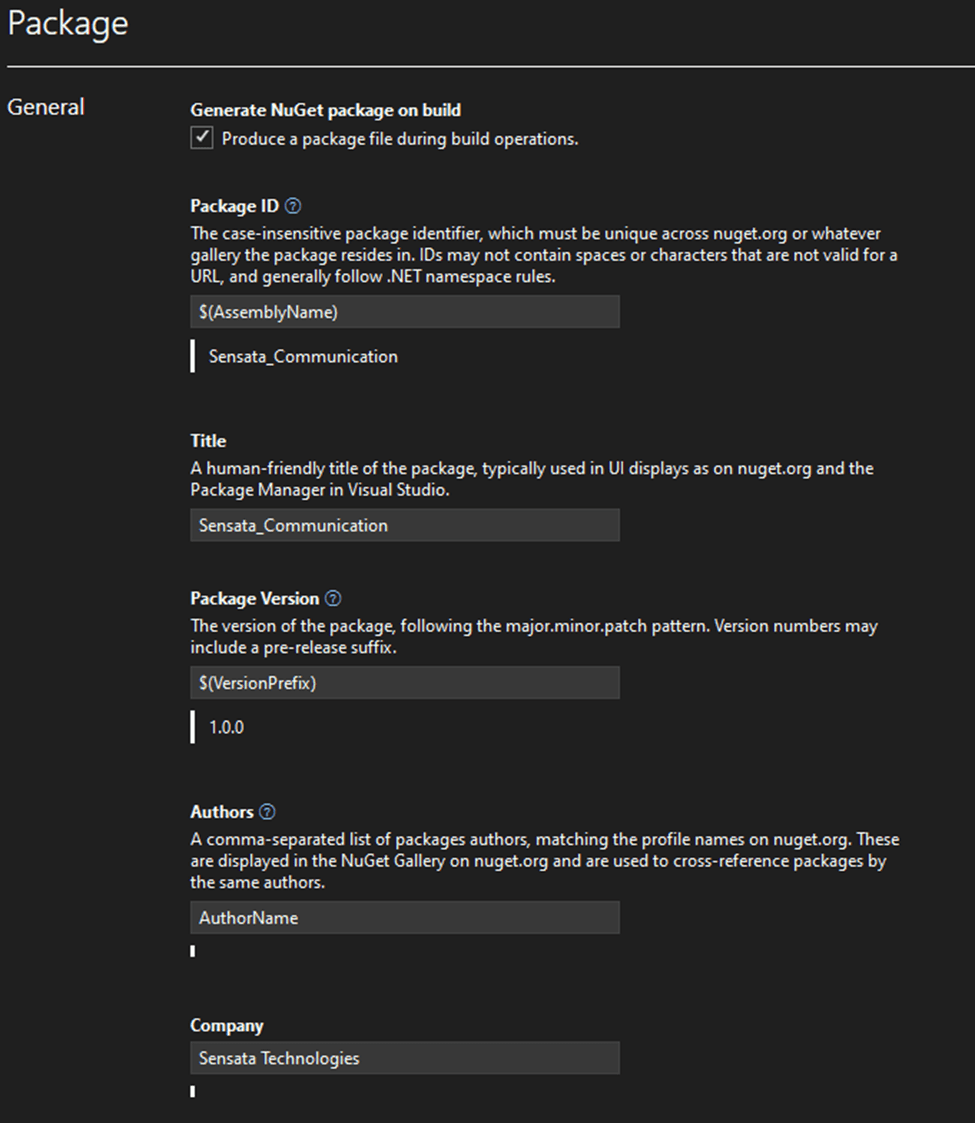 Package
General
Generate NuGet package on build
Produce a package file during build operations.
Package ID ?
The case-insensitive package identifier, which must be unique across nuget.org or whatever
gallery the package resides in. IDs may not contain spaces or characters that are not valid for a
URL, and generally follow .NET namespace rules.
$(AssemblyName)
Sensata_Communication
Title
A human-friendly title of the package, typically used in UI displays as on nuget.org and the
Package Manager in Visual Studio.
Sensata_Communication
Package Version ?
The version of the package, following the major.minor.patch pattern. Version numbers may
include a pre-release suffix.
$(VersionPrefix)
1.0.0
Authors ?
A comma-separated list of packages authors, matching the profile names on nuget.org. These
are displayed in the NuGet Gallery on nuget.org and are used to cross-reference packages by
the same authors.
AuthorName
Company
Sensata Technologies